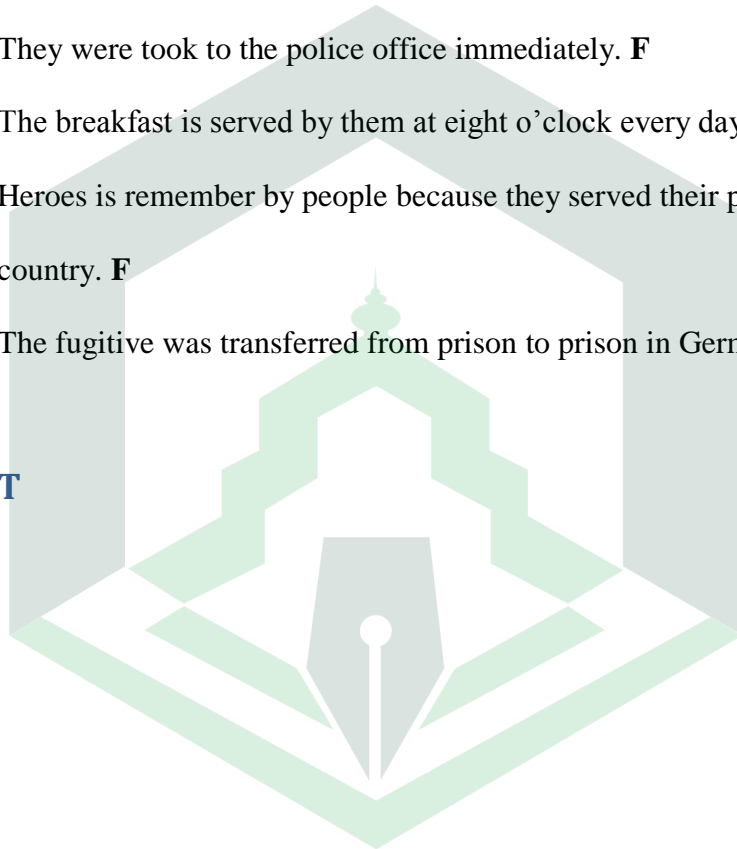 They were took to the police office immediately. F
The breakfast is served by them at eight o’clock every day
Heroes is remember by people because they served their
country. F
The fugitive was transferred from prison to prison in
T